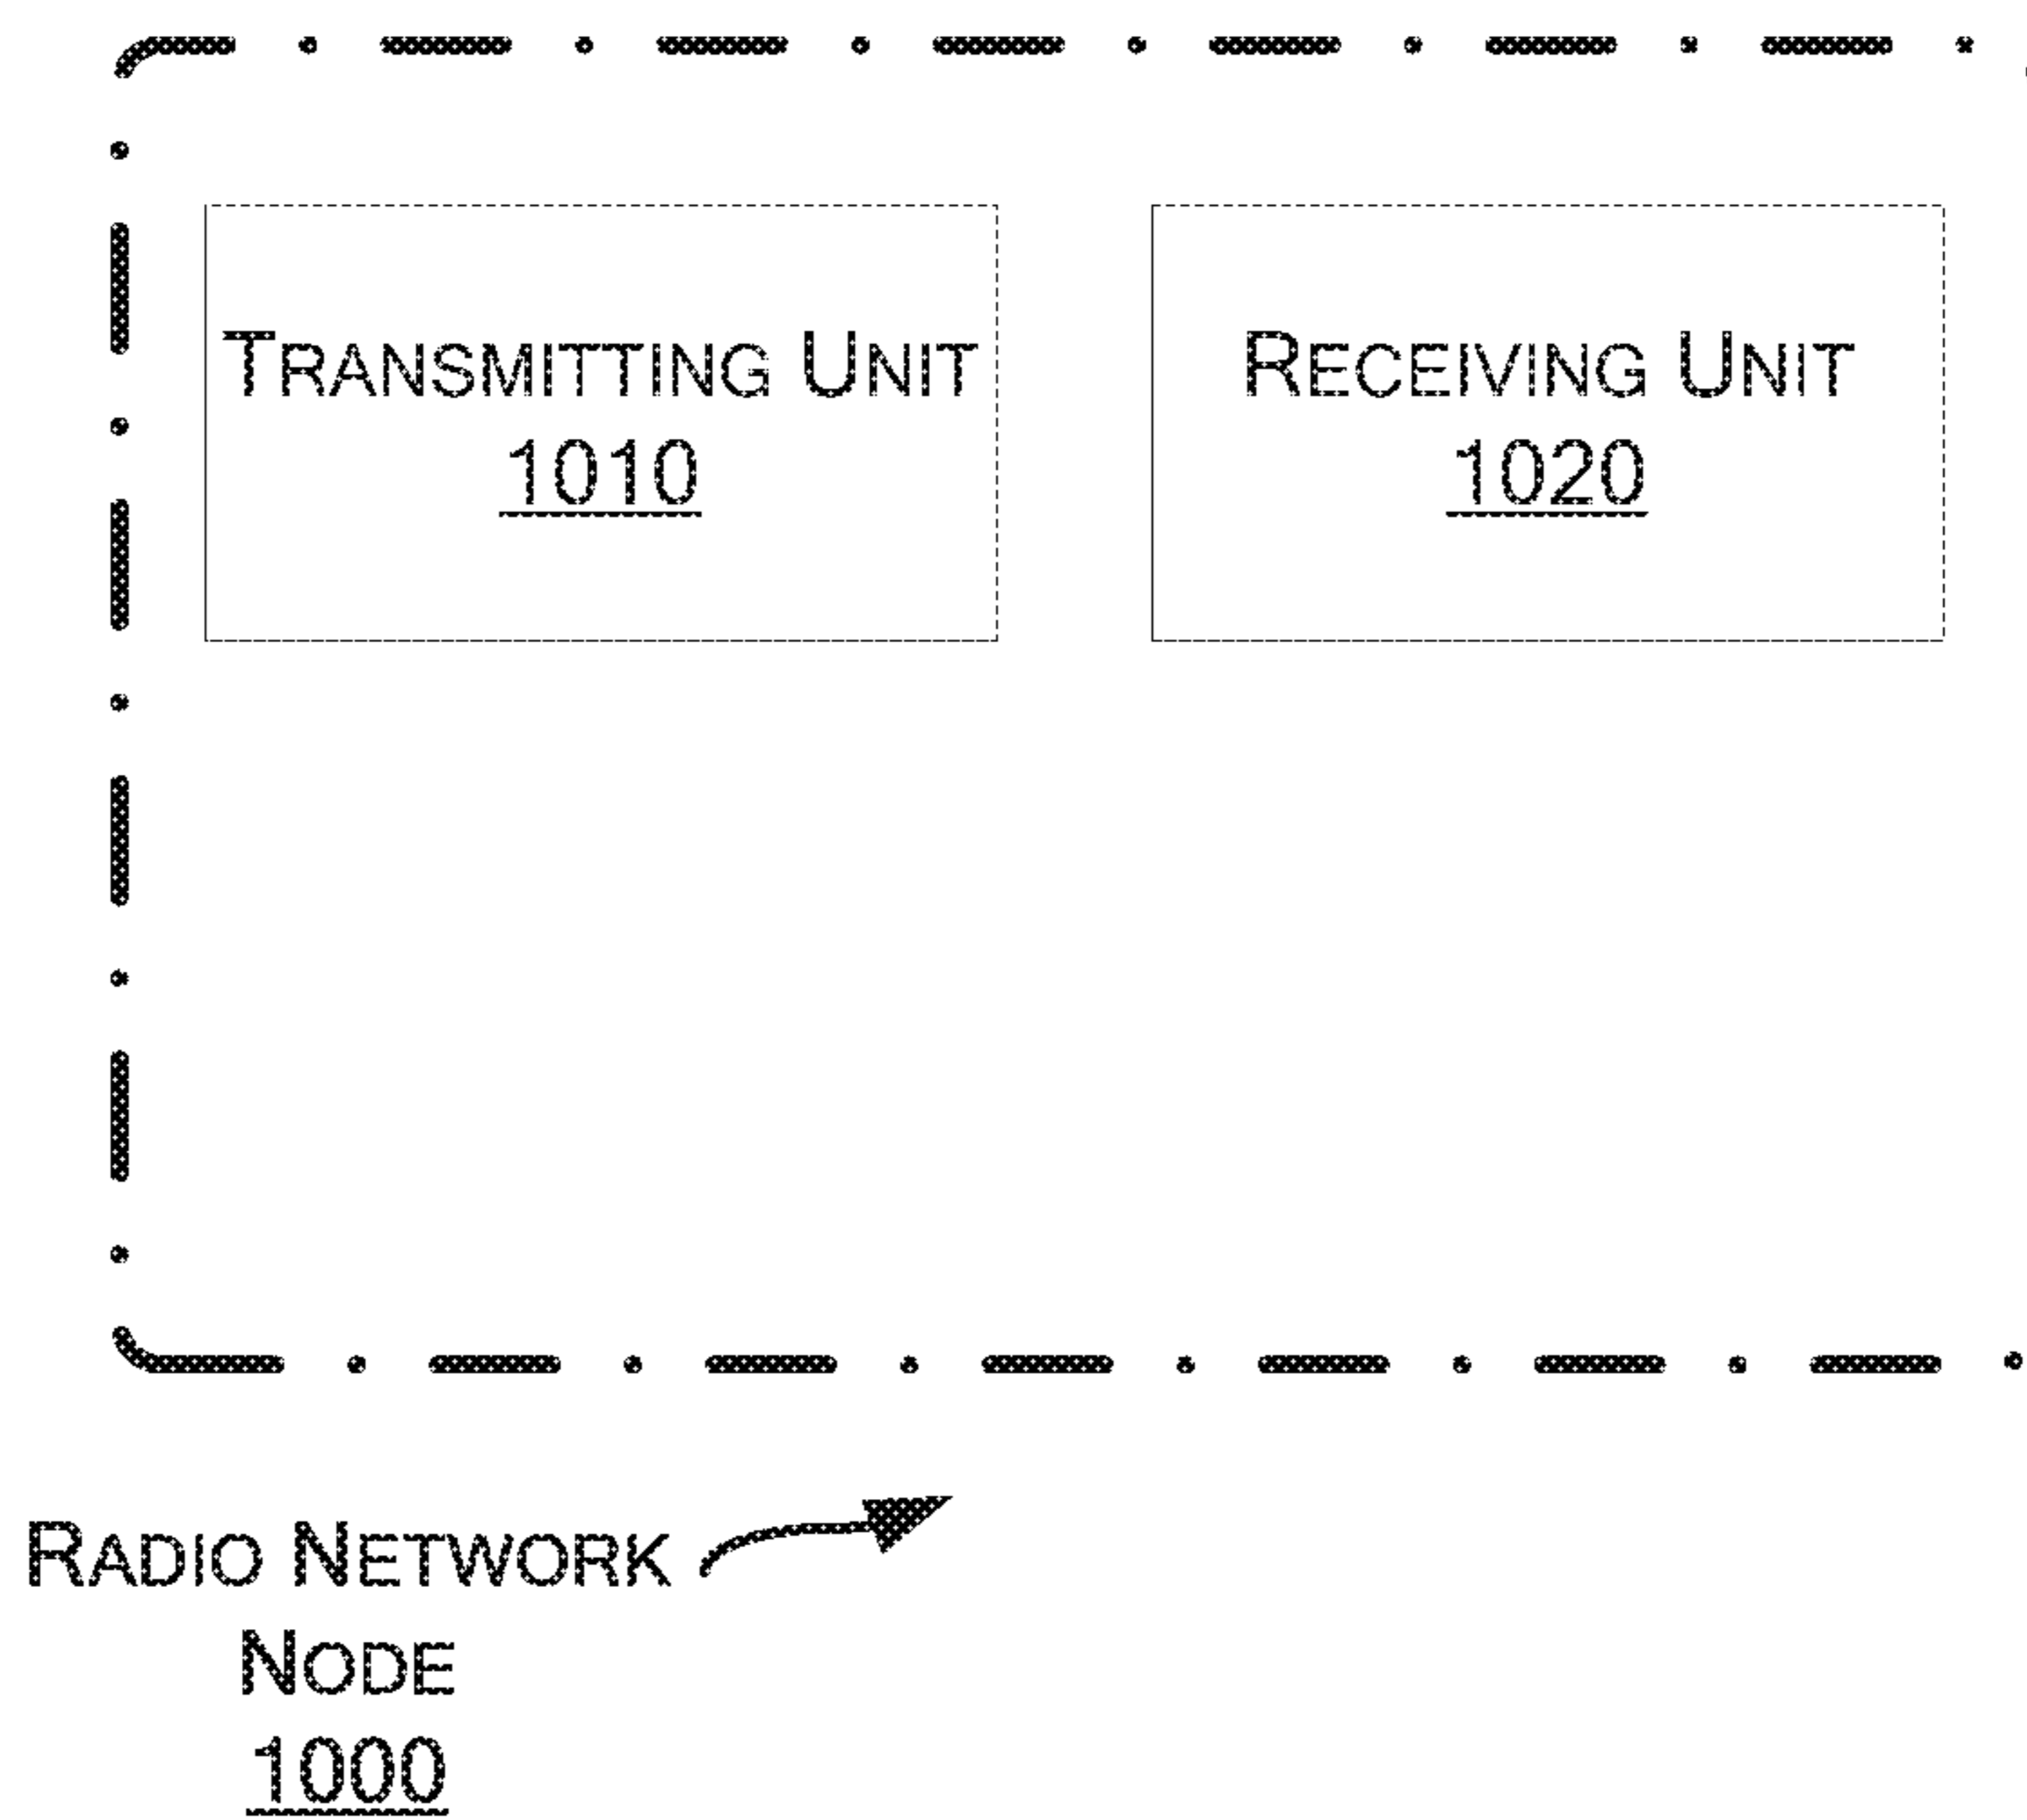 TRANSMITTING UNIT
1010
RECEIVING UNIT
1020
RADIO NETWORK
NODE
1000